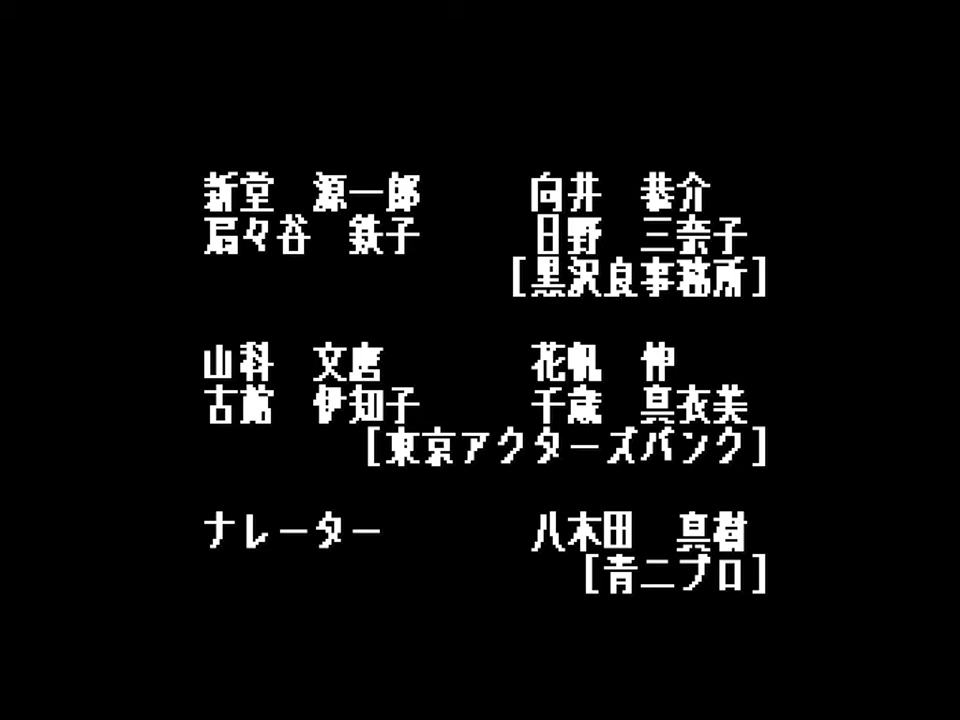 新堂　源一郎　　　向井　恭介
扇々谷　鉄子　　　日野　三奈子
[黒沢良事務所]
山科　文麿　　　花帆　伸
古館　伊知子　　　千歳　真衣美
[東京アクターズバンク]
ナレーター　　　八木田　真樹
[青二プロ]